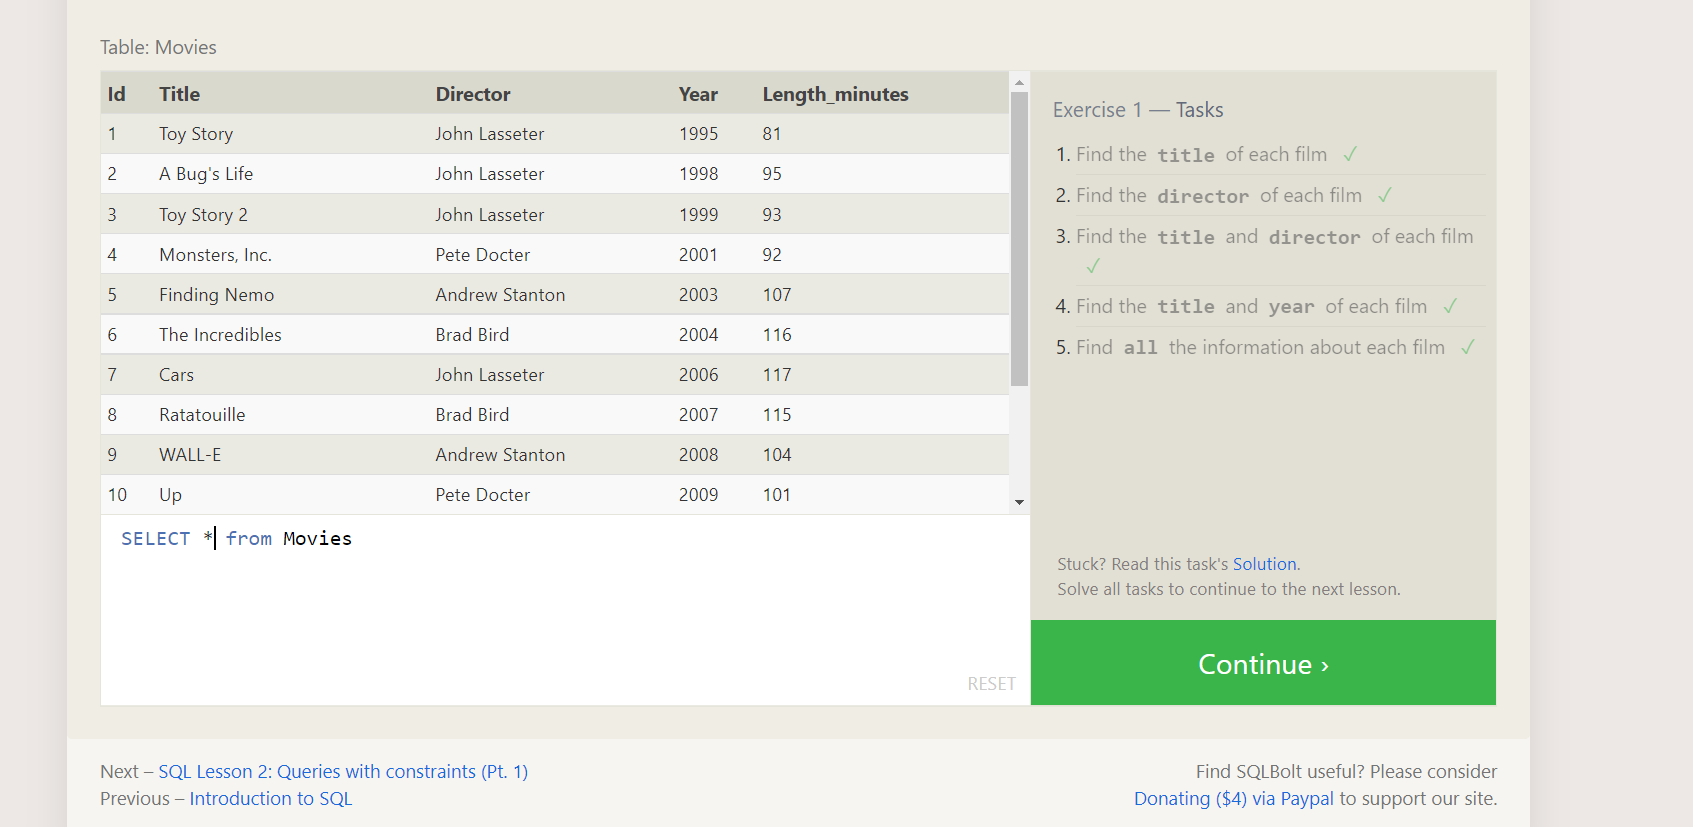 Table: Movies
Id Title Director Year Length_minutes
1 Toy Story John Lasseter 1995 81
2 A Bug's Life John Lasseter 1998 95
3 Toy Story 2 John Lasseter 1999 93
4 Monsters, Inc. Pete Docter 2001 92
5 Finding Nemo Andrew Stanton 2003 107
6 The Incredibles Brad Bird 2004 116
7 Cars John Lasseter 2006 117
8 Ratatouille Brad Bird 2007 115
9 WALL-E Andrew Stanton 2008 104
10 Up Pete Docter 2009 101
SELECT * from Movies
RESET
Exercise 1 — Tasks
1. Find the title of each film ✓
2. Find the director of each film ✓
3. Find the title and director of each film
✓
4. Find the title and year of each film ✓
5. Find all the information about each film ✓
Stuck? Read this task's Solution.
Solve all tasks to continue to the next lesson.
Continue ›
Next – SQL Lesson 2: Queries with constraints (Pt. 1)
Previous – Introduction to SQL
Find SQLBolt useful? Please consider
Donating ($4) via Paypal to support our site.